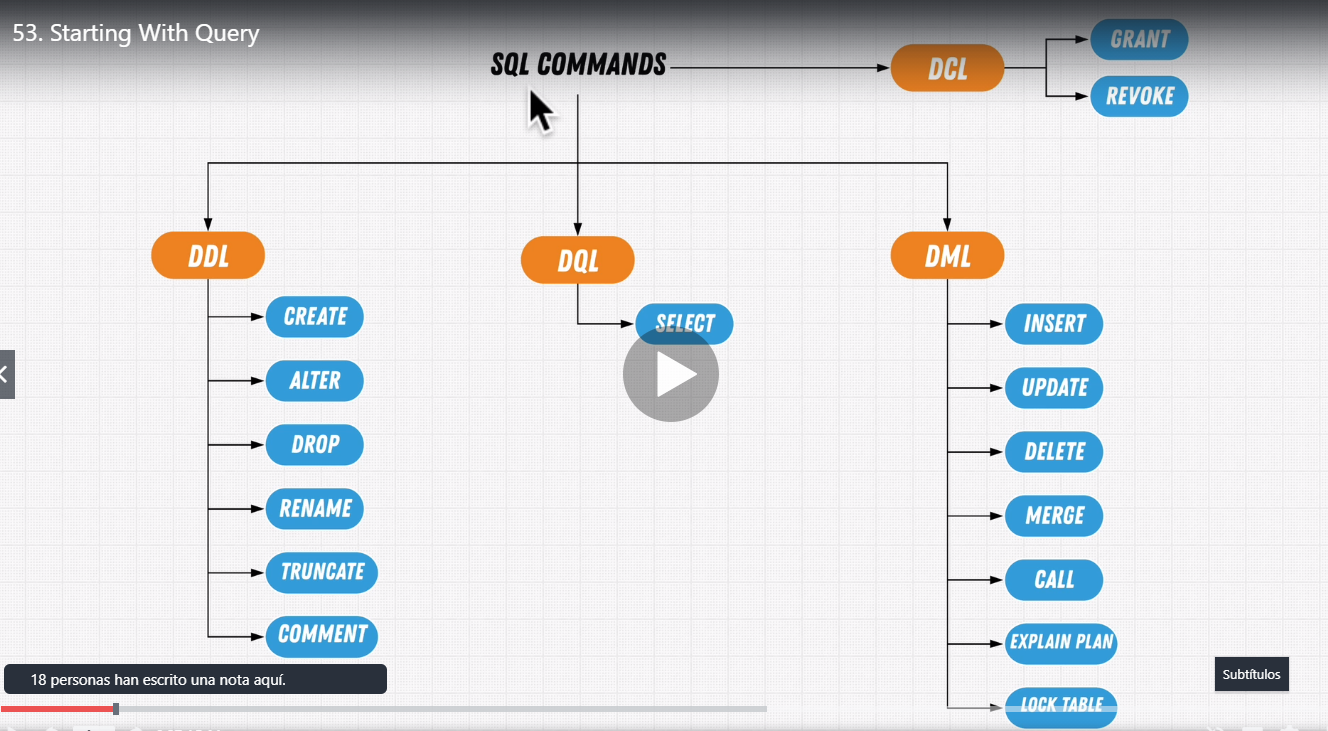 53. Starting With Query
SQL COMMANDS
DCL
GRANT
REVOKE
DDL
CREATE
ALTER
DROP
RENAME
TRUNCATE
COMMENT
DQL
SELECT
DML
INSERT
UPDATE
DELETE
MERGE
CALL
EXPLAIN PLAN
LOCK TABLE
18 personas han escrito una nota aquí.
Subtítulos